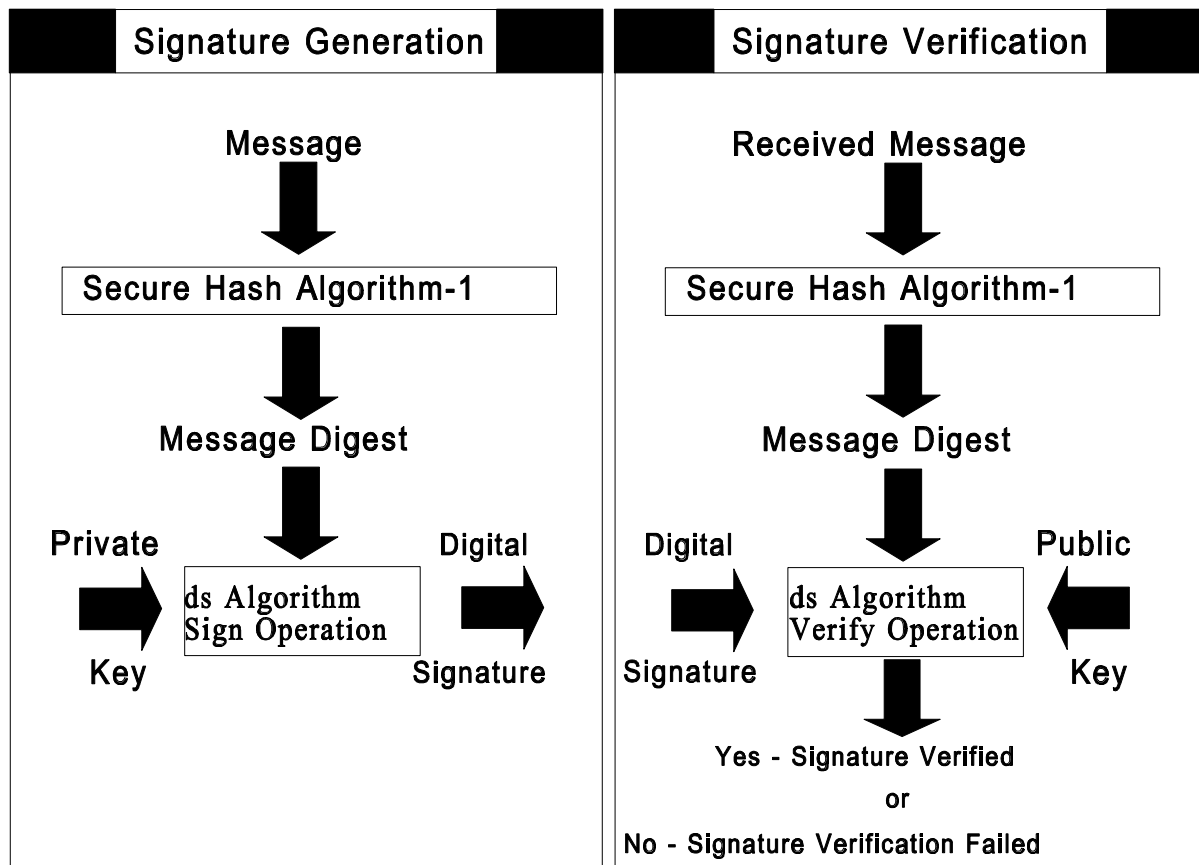 Signature Generation
Message
Secure Hash Algorithm-1
Message Digest
Private
Key
ds Algorithm
Sign Operation
Digital
Signature
Signature Verification
Received Message
Secure Hash Algorithm-1
Message Digest
Digital
Signature
ds Algorithm
Verify Operation
Public
Key
Yes - Signature Verified
or
No - Signature Verification Failed